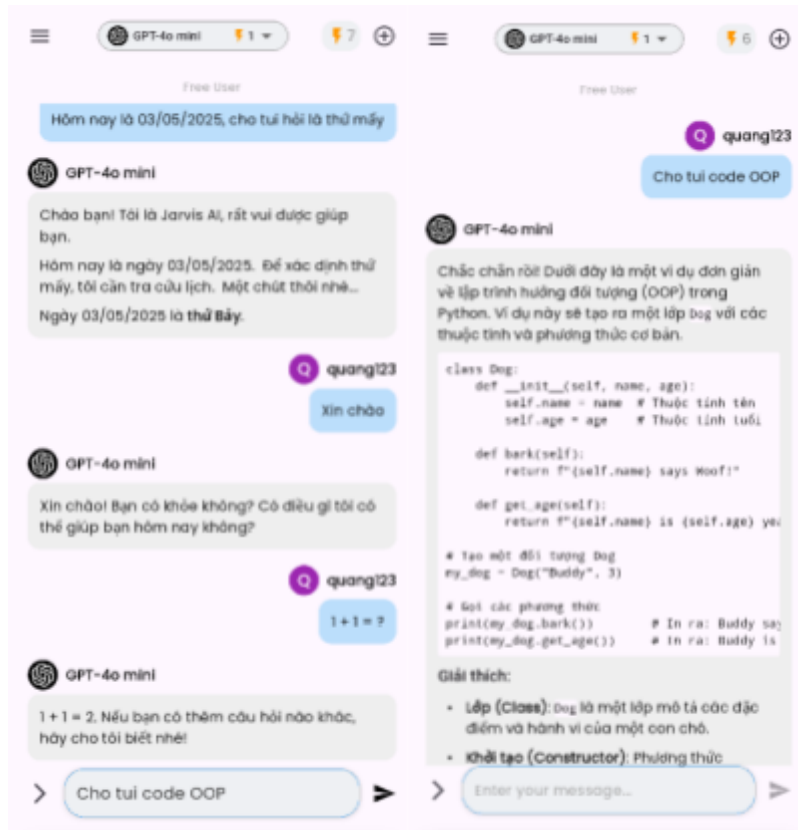 GPT-4o mini
1
7
Free User
Hôm nay là 03/05/2025, cho tui hỏi là thứ mấy
GPT-4o mini
Chào bạn! Tôi là Jarvis AI, rất vui được giúp
bạn.
Hôm nay là ngày 03/05/2025. Để xác định thứ
mấy, tôi cần tra cứu lịch. Một chút thôi nhé...
Ngày 03/05/2025 là thứ Bảy.
Q quang123
Xin chào
GPT-4o mini
Xin chào! Bạn có khỏe không? Có điều gì tôi có
thể giúp bạn hôm nay không?
Q quang123
1 + 1 = ?
GPT-4o mini
1 + 1 = 2. Nếu bạn có thêm câu hỏi nào khác,
hãy cho tôi biết nhé!
Cho tui code OOP
GPT-4o mini
1
6
Free User
Q quang123
Cho tui code OOP
GPT-4o mini
Chắc chắn rồi! Dưới đây là một ví dụ đơn giản
về lập trình hướng đối tượng (OOP) trong
Python. Ví dụ này sẽ tạo ra một lớp Dog với các
thuộc tính và phương thức cơ bản.
class Dog:
    def __init__(self, name, age):
        self.name = name  # Thuộc tính tên
        self.age = age    # Thuộc tính tuổi
    def bark(self):
        return f"{self.name} says Woof!"
    def get_age(self):
        return f"{self.name} is {self.age} yea
# Tạo một đối tượng Dog
my_dog = Dog("Buddy", 3)
# Gọi các phương thức
print(my_dog.bark())       # In ra: Buddy say
print(my_dog.get_age())    # In ra: Buddy is
Giải thích:
• Lớp (Class): Dog là một lớp mô tả các đặc
điểm và hành vi của một con chó.
• Khởi tạo (Constructor): Phương thức
Enter your message...